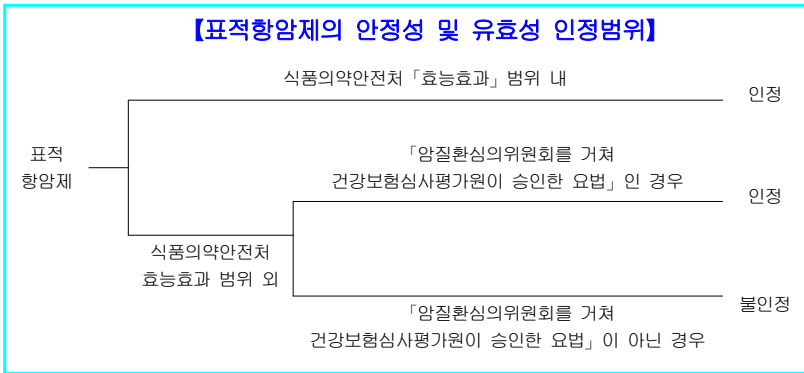 【표적항암제의 안정성 및 유효성 인정범위】
식품의약안전처「효능효과」범위 내
인정
표적
항암제
「암질환심의위원회를 거쳐
건강보험심사평가원이 승인한 요법」인 경우
인정
식품의약안전처
효능효과 범위 외
불인정
「암질환심의위원회를 거쳐
건강보험심사평가원이 승인한 요법」이 아닌 경우